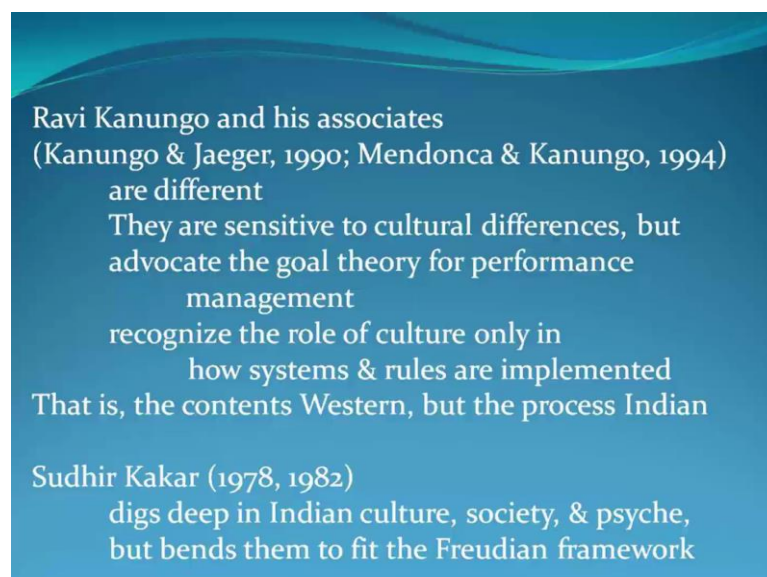 Ravi Kanungo and his associates
(Kanungo & Jaeger, 1990; Mendonca & Kanungo, 1994)
are different
They are sensitive to cultural differences, but
advocate the goal theory for performance
management
recognize the role of culture only in
how systems & rules are implemented
That is, the contents Western, but the process Indian
Sudhir Kakar (1978, 1982)
digs deep in Indian culture, society, & psyche,
but bends them to fit the Freudian framework